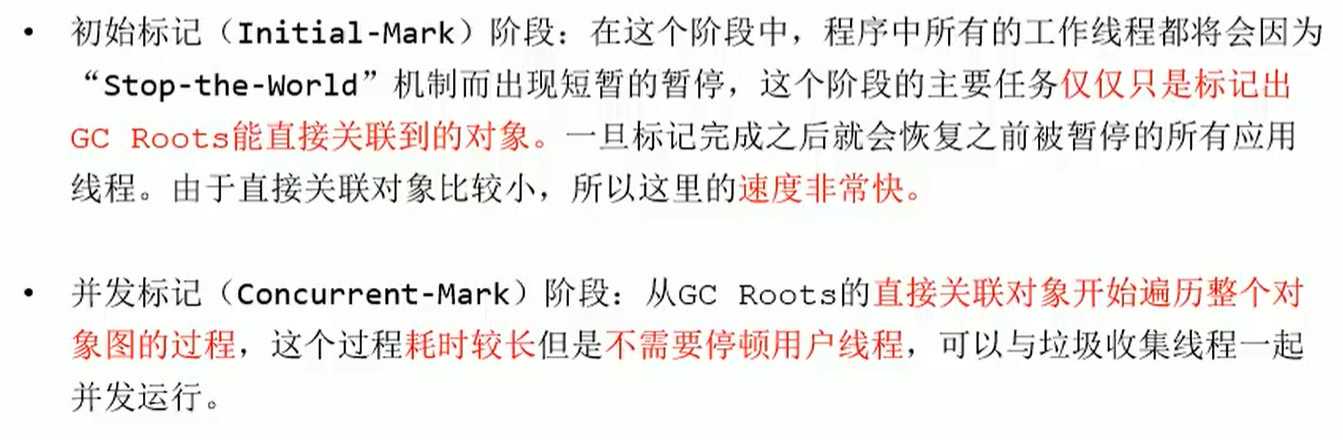 • 初始标记（Initial-Mark）阶段：在这个阶段中，程序中所有的工作线程都将会因为
“Stop-the-World”机制而出现短暂的暂停，这个阶段的主要任务仅仅只是标记出
GC Roots能直接关联到的对象。一旦标记完成之后就会恢复之前被暂停的所有应用
线程。由于直接关联对象比较小，所以这里的速度非常快。
• 并发标记（Concurrent-Mark）阶段：从GC Roots的直接关联对象开始遍历整个对
象图的过程，这个过程耗时较长但是不需要停顿用户线程，可以与垃圾收集线程一起
并发运行。